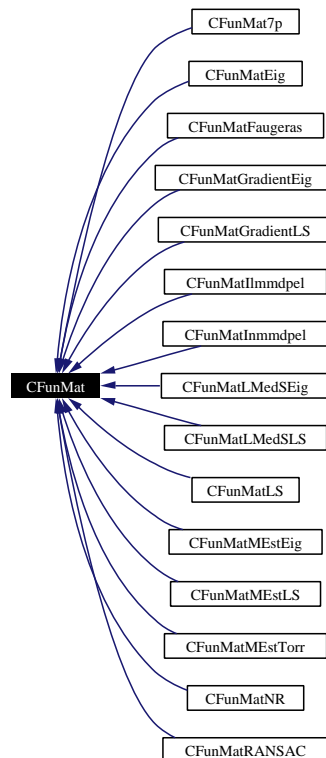 CFunMat7p
CFunMatEig
CFunMatFaugeras
CFunMatGradientEig
CFunMatGradientLS
CFunMatIlmmdpel
CFunMatInmmdpel
CFunMat
CFunMatLMedSEig
CFunMatLMedSLS
CFunMatLS
CFunMatMEstEig
CFunMatMEstLS
CFunMatMEstTorr
CFunMatNR
CFunMatRANSAC